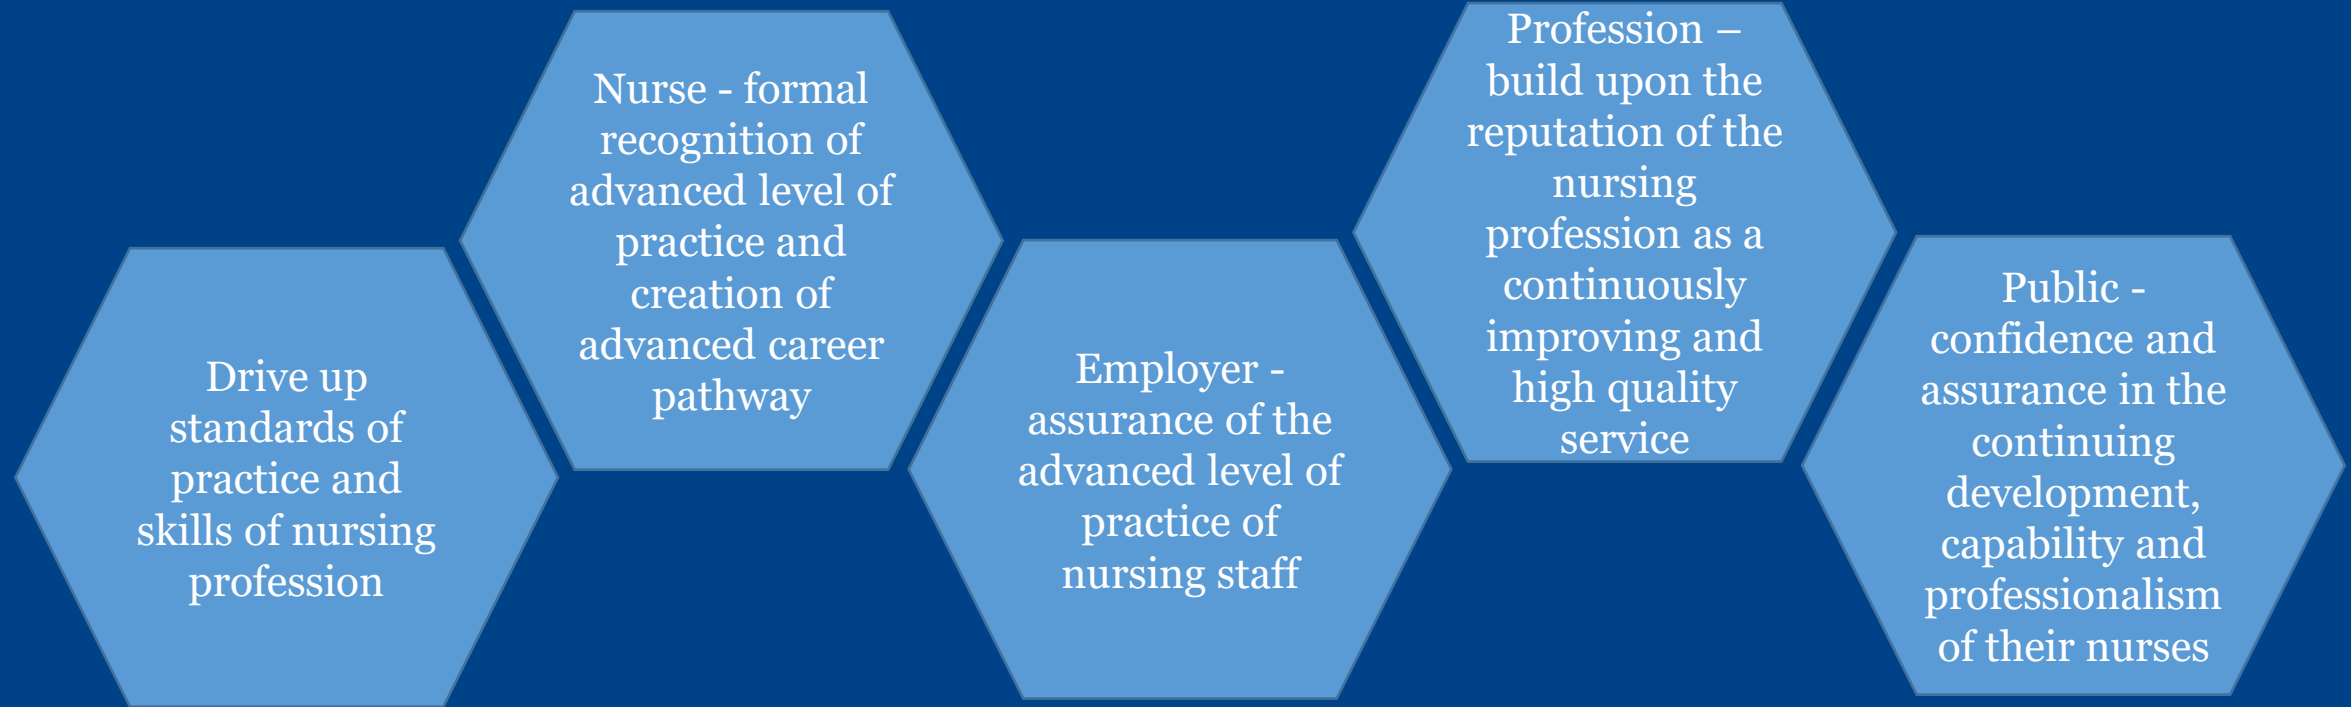 Drive up
standards of
practice and
skills of nursing
profession
Nurse - formal
recognition of
advanced level of
practice and
creation of
advanced career
pathway
Employer -
assurance of the
advanced level of
practice of
nursing staff
Profession –
build upon the
reputation of the
nursing
profession as a
continuously
improving and
high quality
service
Public -
confidence and
assurance in the
continuing
development,
capability and
professionalism
of their nurses